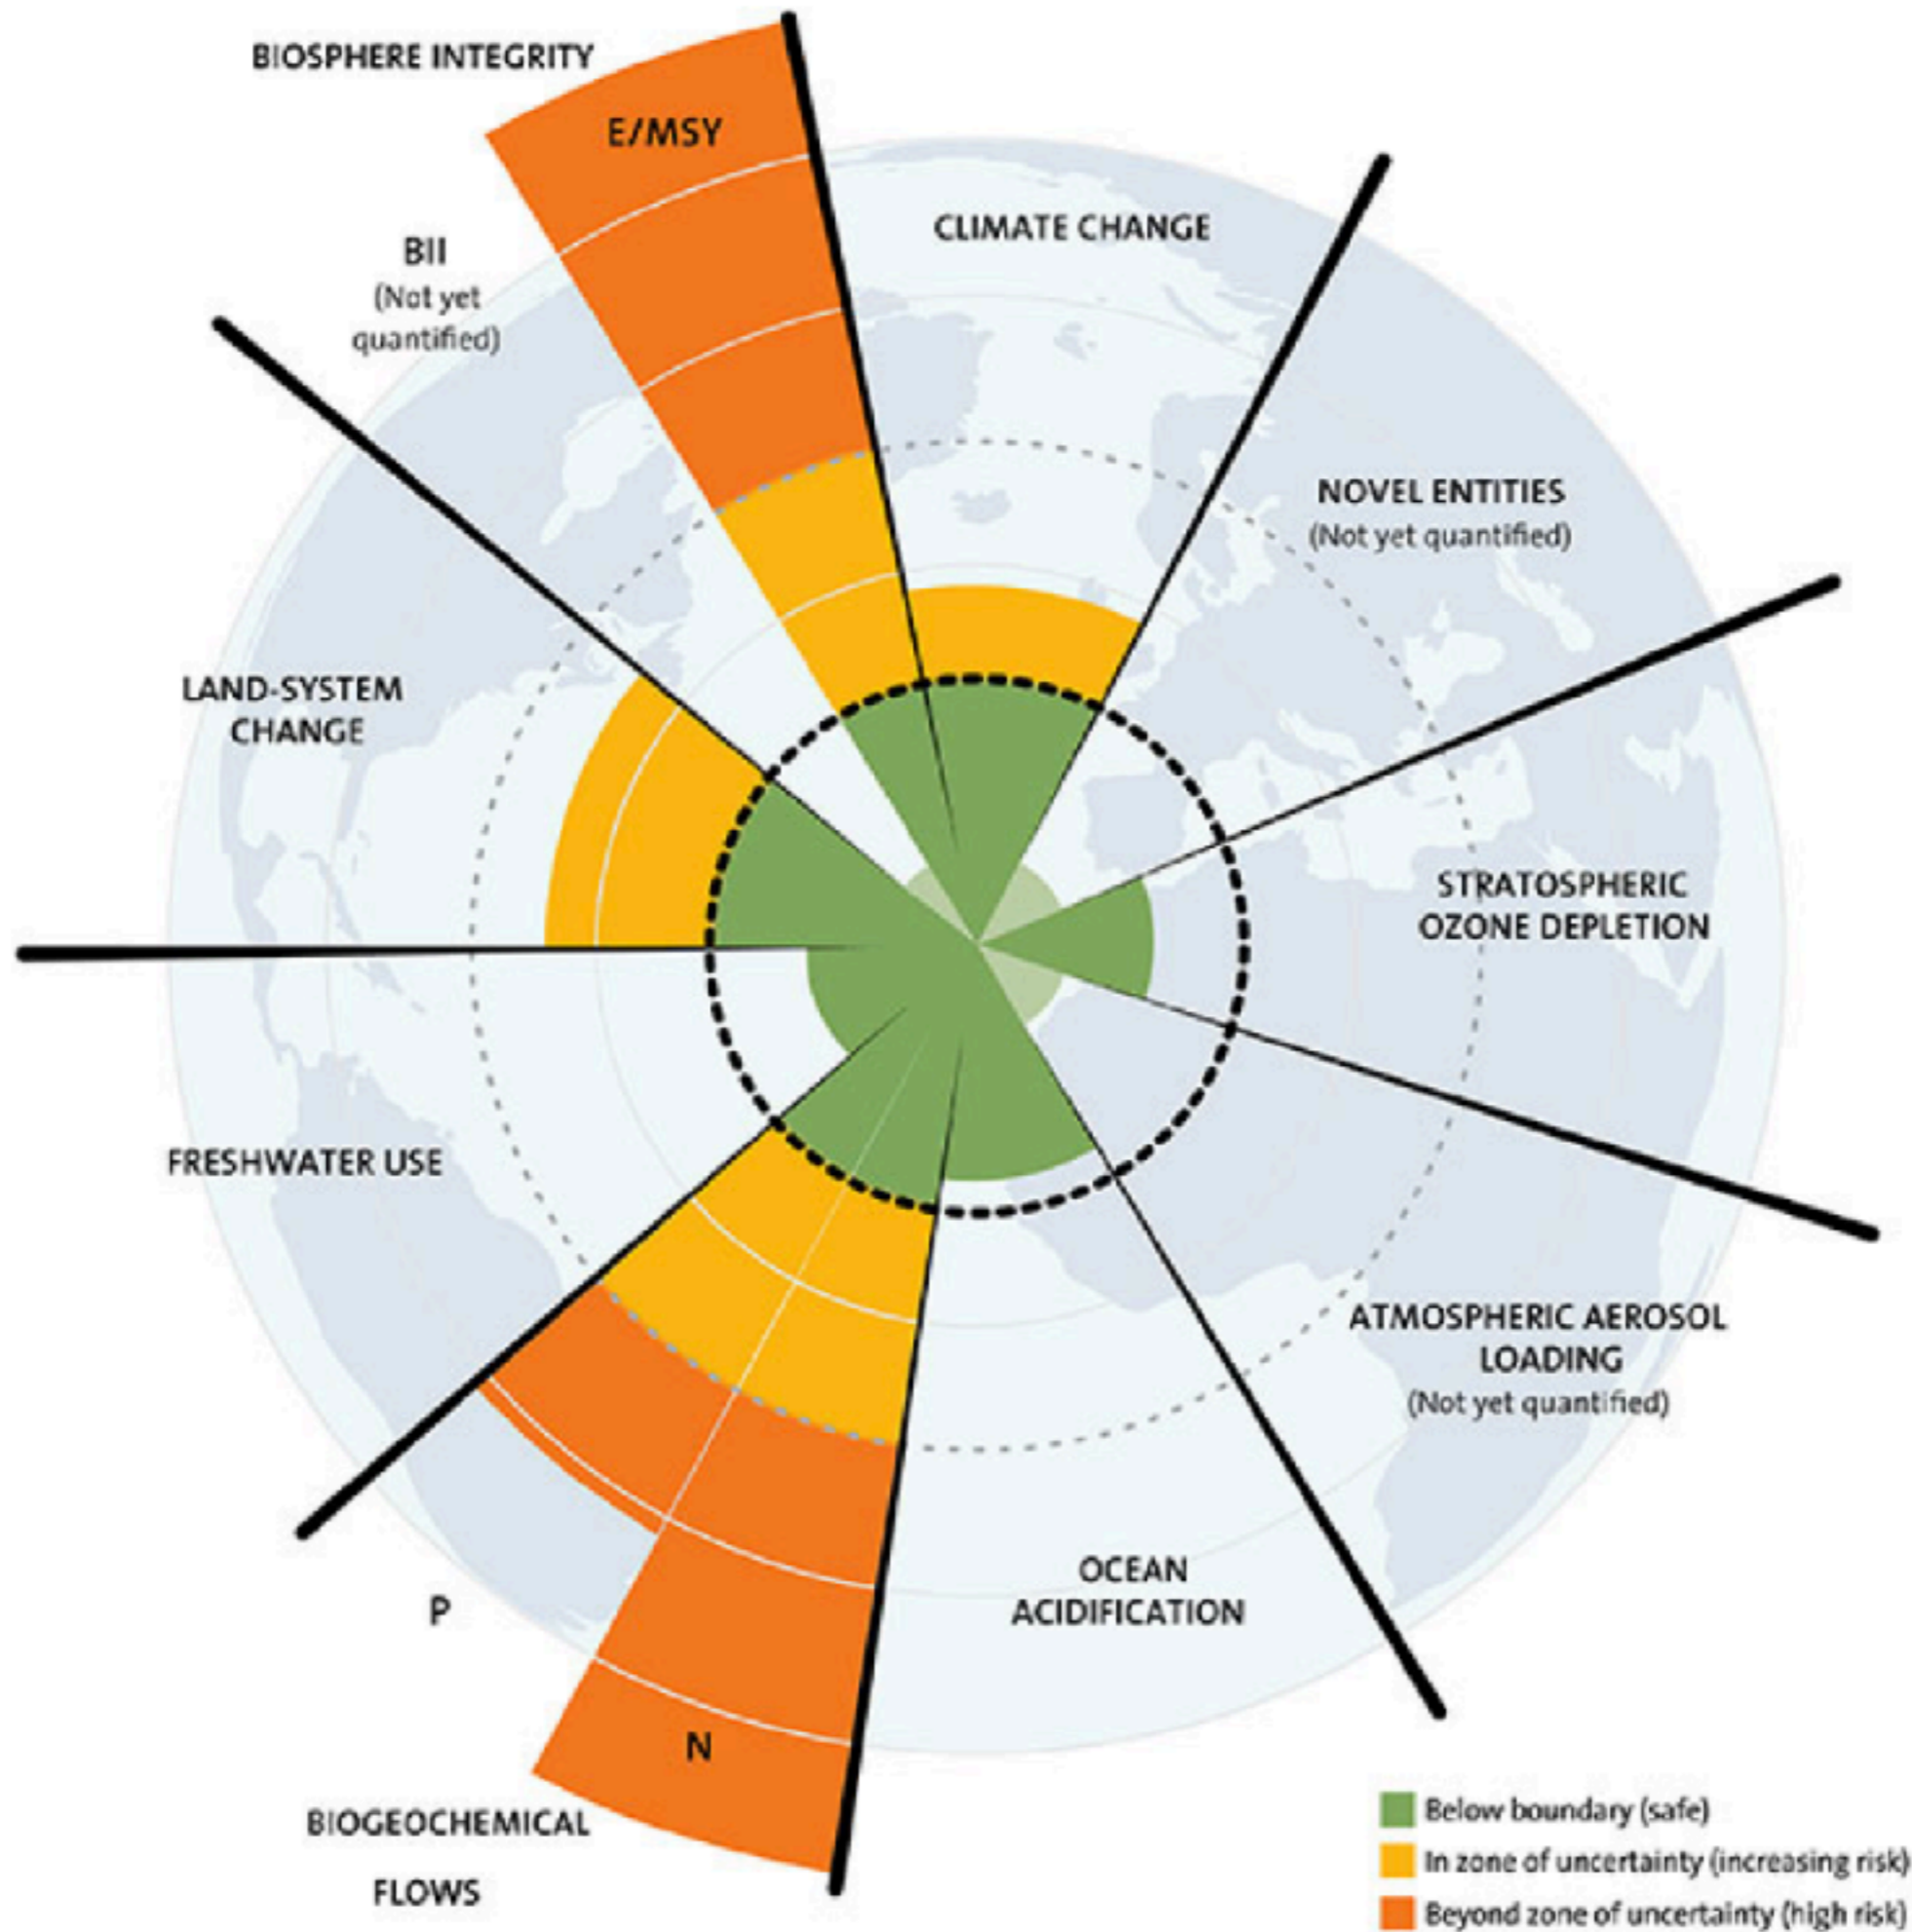 BIOSPHERE INTEGRITY
E/MSY
BII
(Not yet
quantified)
CLIMATE CHANGE
NOVEL ENTITIES
(Not yet quantified)
LAND-SYSTEM
CHANGE
STRATOSPHERIC
OZONE DEPLETION
FRESHWATER USE
ATMOSPHERIC AEROSOL
LOADING
(Not yet quantified)
OCEAN
ACIDIFICATION
P
N
BIOGEOCHEMICAL
FLOWS
Below boundary (safe)
In zone of uncertainty (increasing risk)
Beyond zone of uncertainty (high risk)